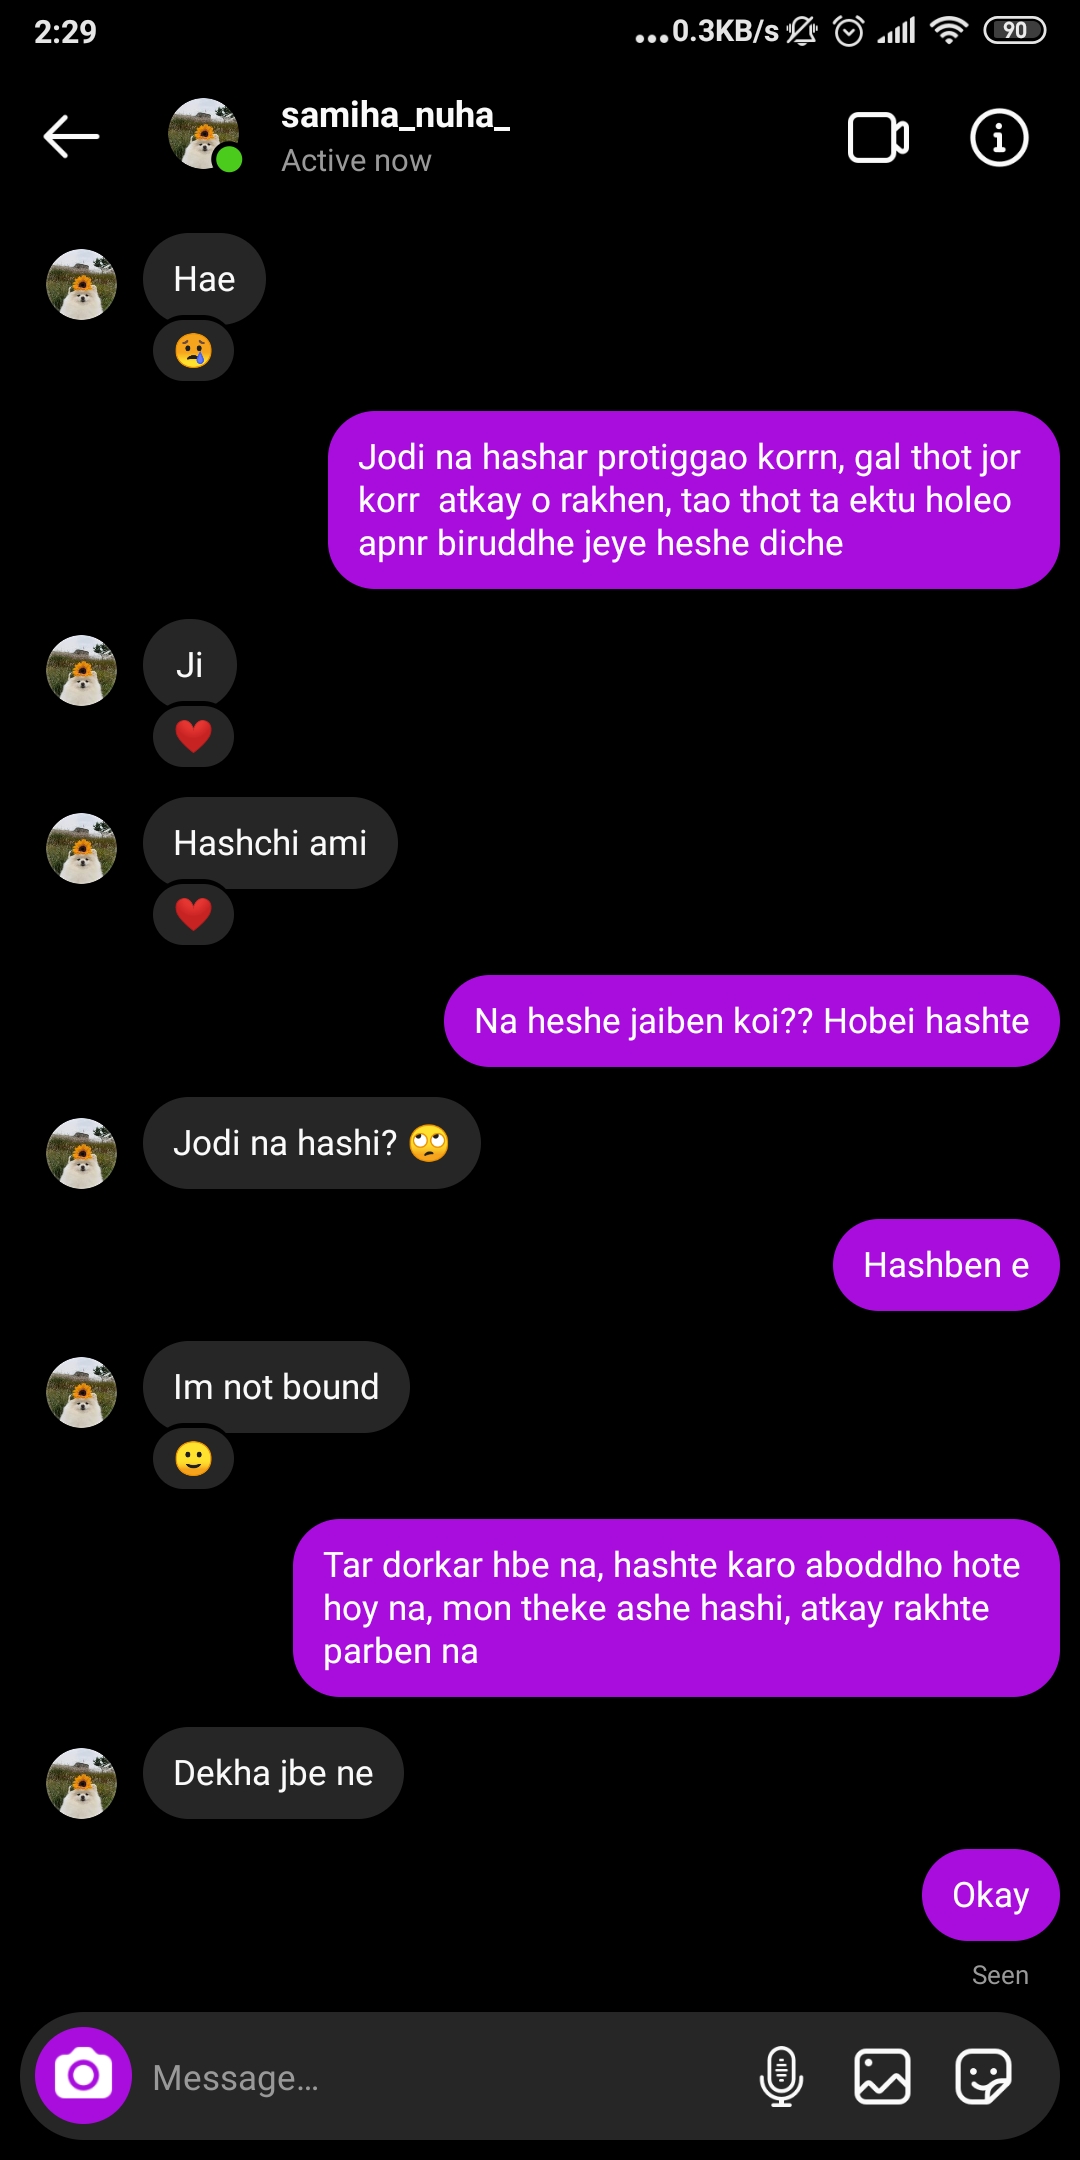 2:29
...0.3KB/s
90
samiha_nuha_
Active now
Hae
😢
Jodi na hashar protiggao korrn, gal thot jor
korr  atkay o rakhen, tao thot ta ektu holeo
apnr biruddhe jeye heshe diche
Ji
❤️
Hashchi ami
❤️
Na heshe jaiben koi?? Hobei hashte
Jodi na hashi? 🙄
Hashben e
Im not bound
🙂
Tar dorkar hbe na, hashte karo aboddho hote
hoy na, mon theke ashe hashi, atkay rakhte
parben na
Dekha jbe ne
Okay
Seen
Message...